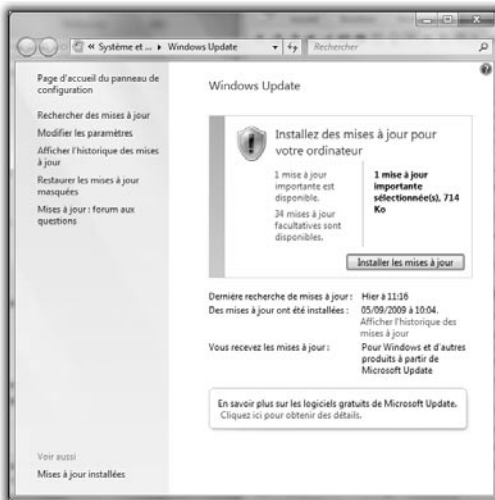 « Système et ... ▸ Windows Update
Rechercher
Page d'accueil du panneau de
configuration
Rechercher des mises à jour
Modifier les paramètres
Afficher l'historique des mises
à jour
Restaurer les mises à jour
masquées
Mises à jour : forum aux
questions
Voir aussi
Mises à jour installées
Windows Update
Installez des mises à jour pour
votre ordinateur
1 mise à jour
importante est
disponible.
34 mises à jour
facultatives sont
disponibles.
1 mise à jour
importante
sélectionnée(s), 714
Ko
Installer les mises à jour
Dernière recherche de mises à jour : Hier à 11:16
Des mises à jour ont été installées : 05/09/2009 à 10:04.
Afficher l'historique des
mises à jour
Vous recevez les mises à jour : Pour Windows et d'autres
produits à partir de
Microsoft Update
En savoir plus sur les logiciels gratuits de Microsoft Update.
Cliquez ici pour obtenir des détails.